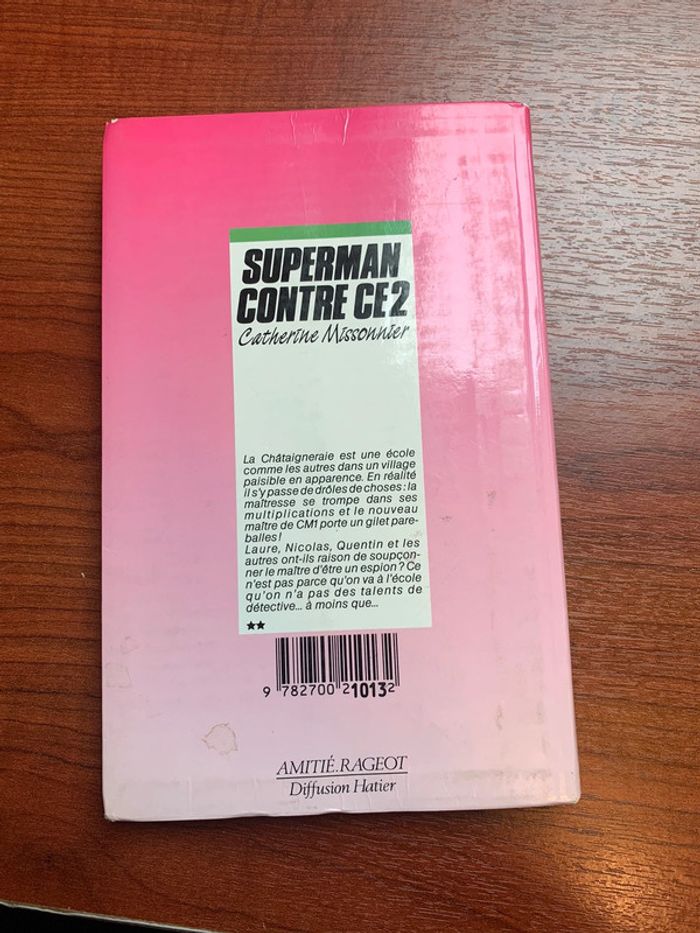 SUPERMAN
CONTRE CE2
Catherine Missonnier
La Châtaigneraie est une école
comme les autres dans un village
paisible en apparence. En réalité
il s'y passe de drôles de choses : la
maîtresse se trompe dans ses
multiplications et le nouveau
maître de CM1 porte un gilet pare-
balles !
Laure, Nicolas, Quentin et les
autres ont-ils raison de soupçon-
ner le maître d'être un espion ? Ce
n'est pas parce qu'on va à l'école
qu'on n'a pas des talents de
détective... à moins que...
★★
9 782700 210132
AMITIÉ.RAGEOT
Diffusion Hatier